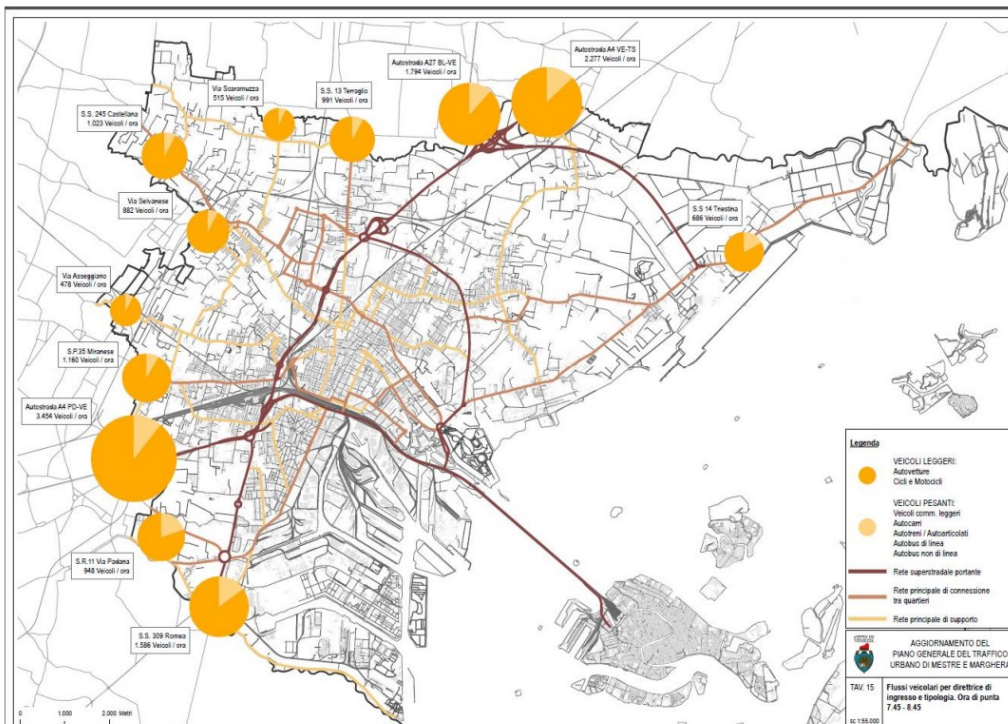 Autostrada A27 BL-VE
1.794 Veicoli / ora
Autostrada A4 VE-TS
2.277 Veicoli / ora
Via Scaramuzza
515 Veicoli / ora
S.S. 13 Terraglio
991 Veicoli / ora
S.S. 245 Castellana
1.023 Veicoli / ora
Via Selvanese
882 Veicoli / ora
S.S 14 Triestina
686 Veicoli / ora
Via Asseggiano
478 Veicoli / ora
S.P.35 Miranese
1.160 Veicoli / ora
Autostrada A4 PD-VE
3.454 Veicoli / ora
S.R.11 Via Padana
948 Veicoli / ora
S.S. 309 Romea
1.586 Veicoli / ora
0 1.000 2.000 Metri
Legenda
VEICOLI LEGGERI:
Autovetture
Cicli e Motocicli
VEICOLI PESANTI:
Veicoli comm. leggeri
Autocarri
Autotreni / Autoarticolati
Autobus di linea
Autobus non di linea
Rete superstradale portante
Rete principale di connessione
tra quartieri
Rete principale di supporto
AGGIORNAMENTO DEL
PIANO GENERALE DEL TRAFFICO
URBANO DI MESTRE E MARGHERA
TAV. 15
Flussi veicolari per direttrice di
ingresso e tipologia. Ora di punta
7.45 - 8.45
sc 1:55.000